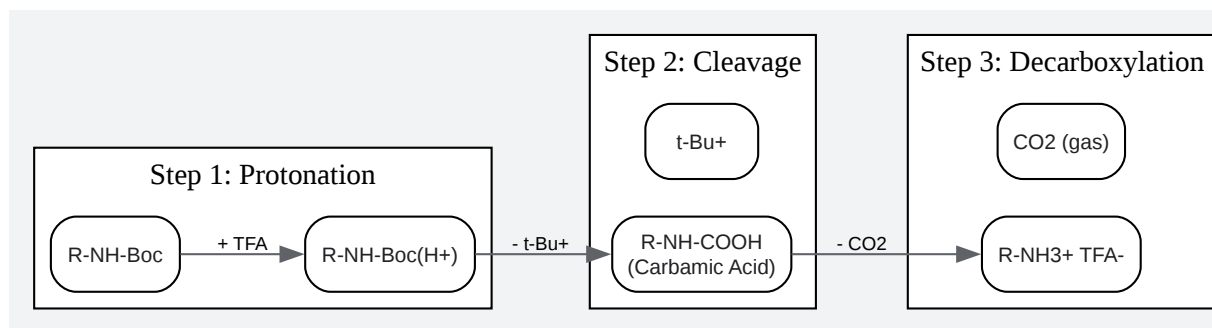 Step 1: Protonation
R-NH-Boc
+ TFA
R-NH-Boc(H+)
- t-Bu+
Step 2: Cleavage
t-Bu+
R-NH-COOH
(Carbamic Acid)
- CO2
Step 3: Decarboxylation
CO2 (gas)
R-NH3+ TFA-